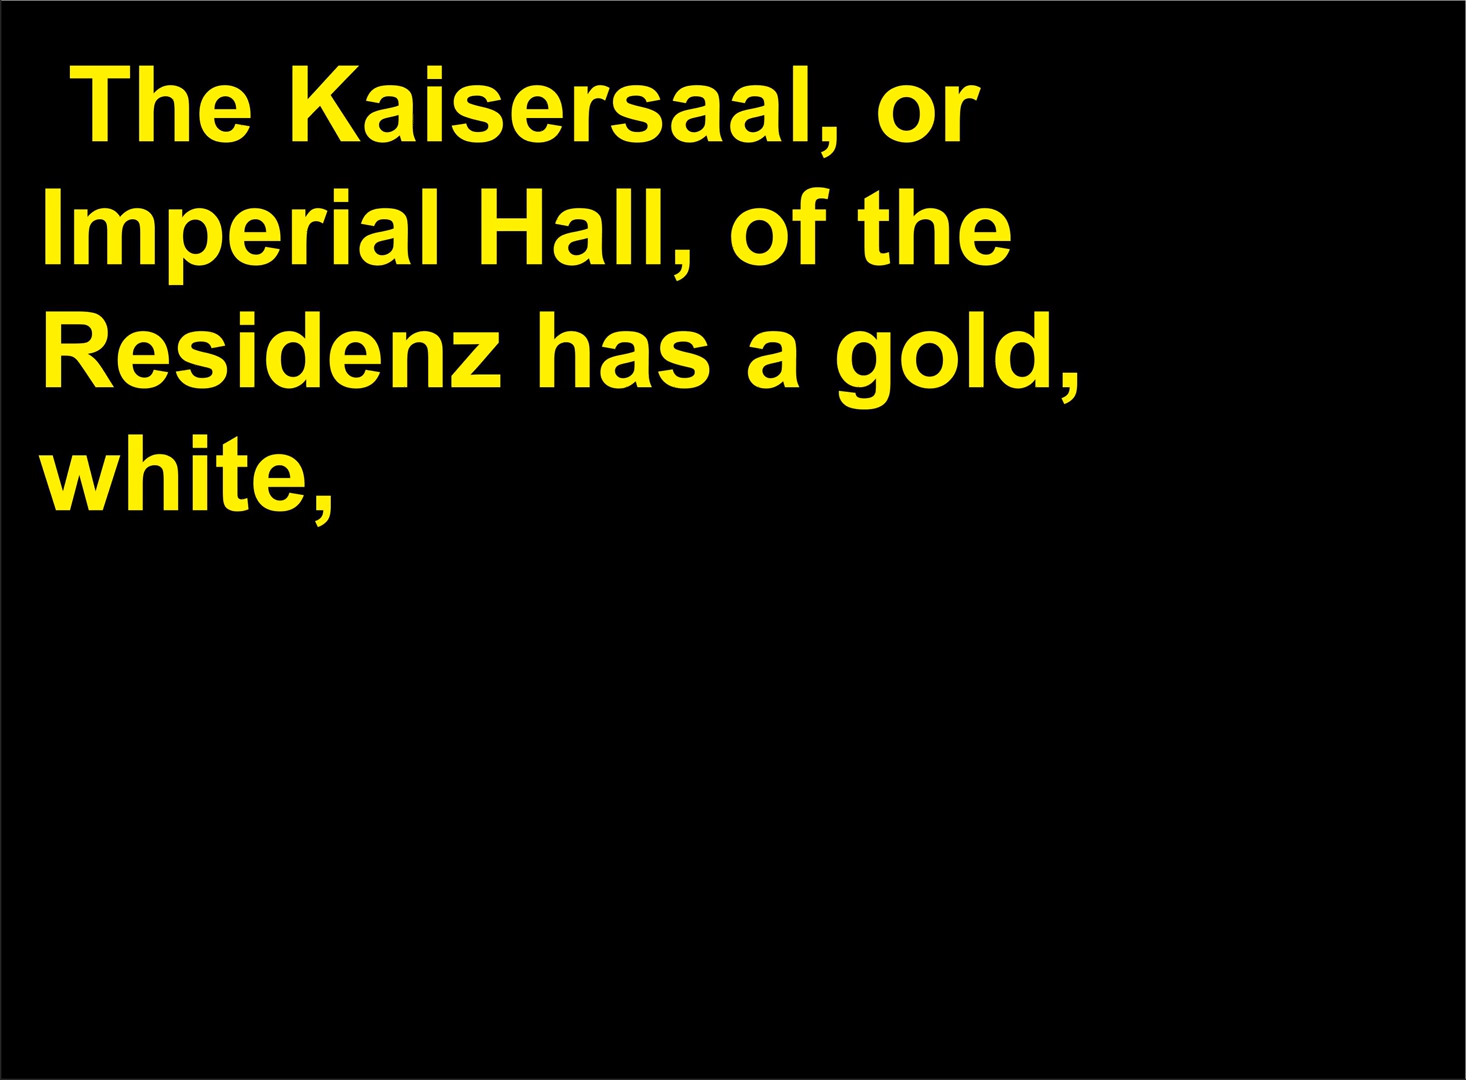 The Kaisersaal, or
Imperial Hall, of the
Residenz has a gold,
white,